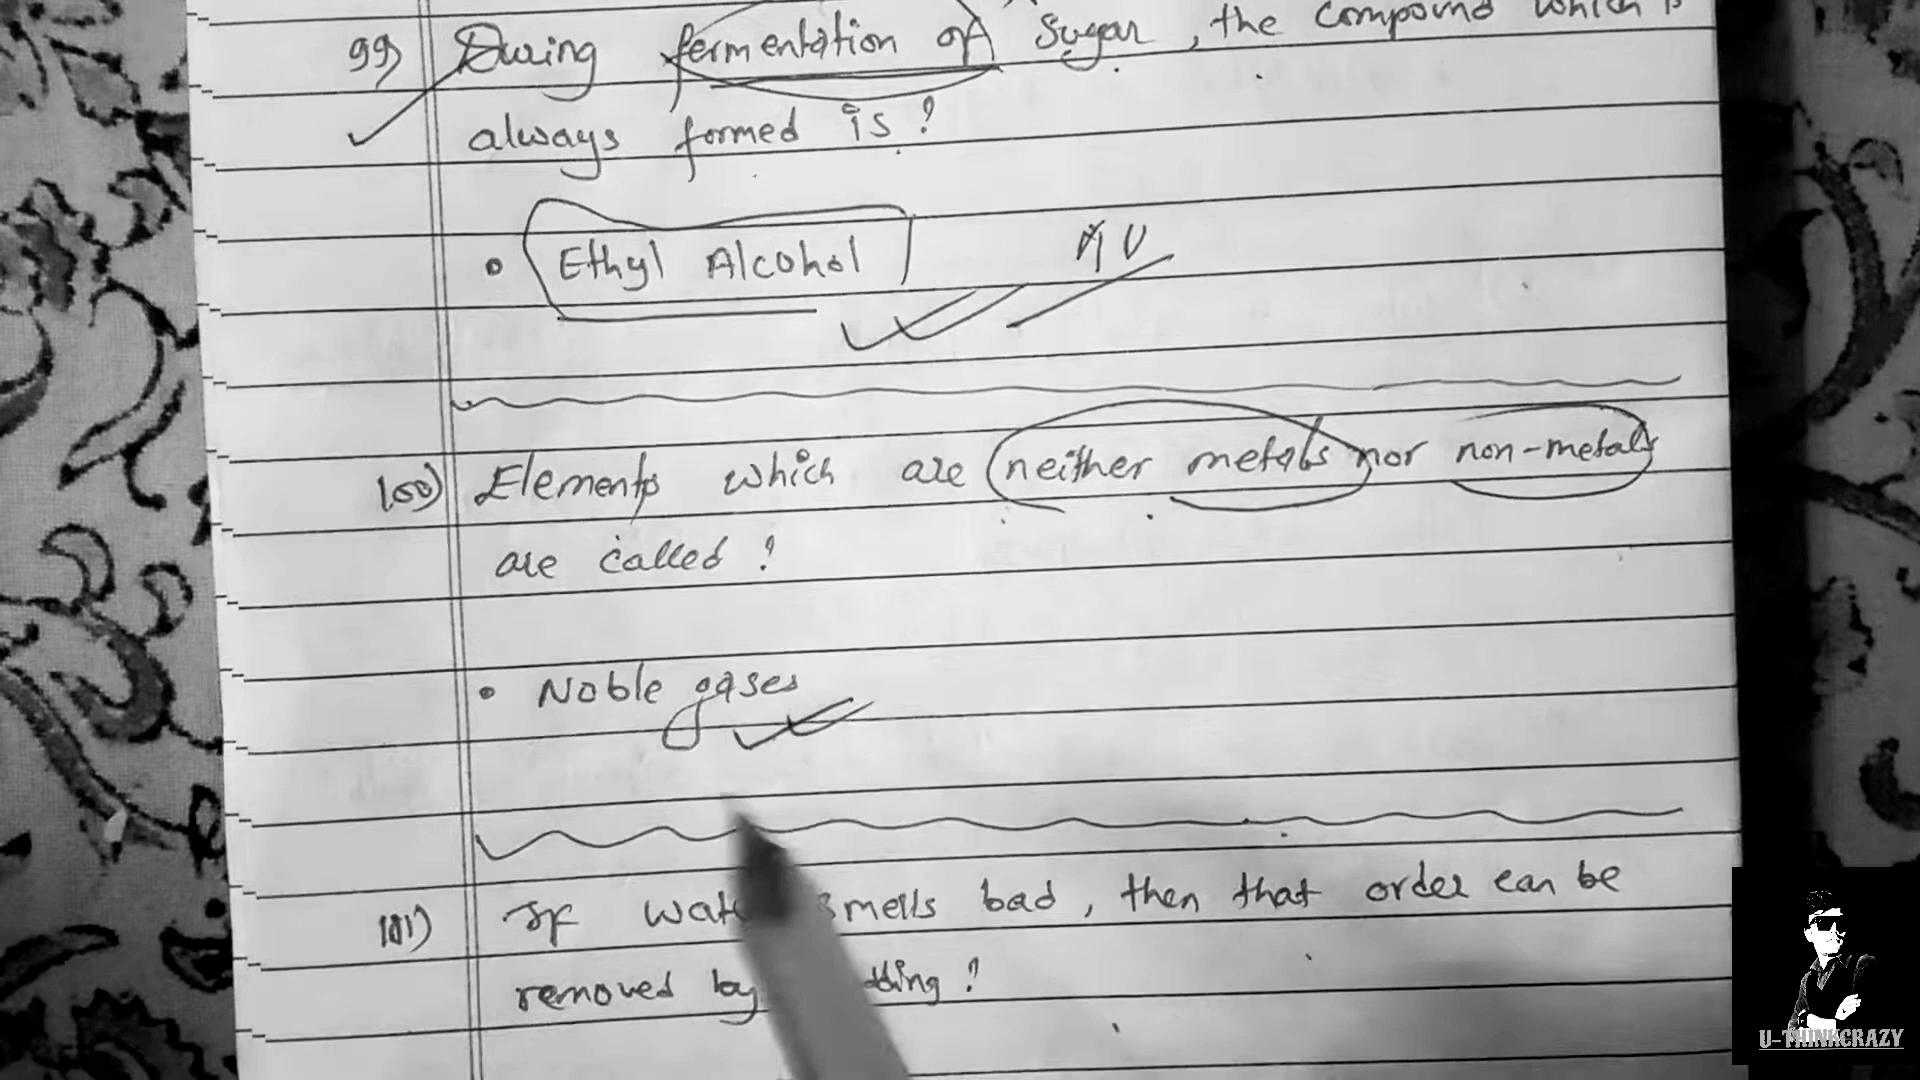 99) During fermentation of Sugar, the compound which is
always formed is?
• Ethyl Alcohol
100) Elements which are neither metals nor non-metals
are called?
• Noble gases
101) If smells bad, then that order can be
removed by ?
U-THINKCRAZY